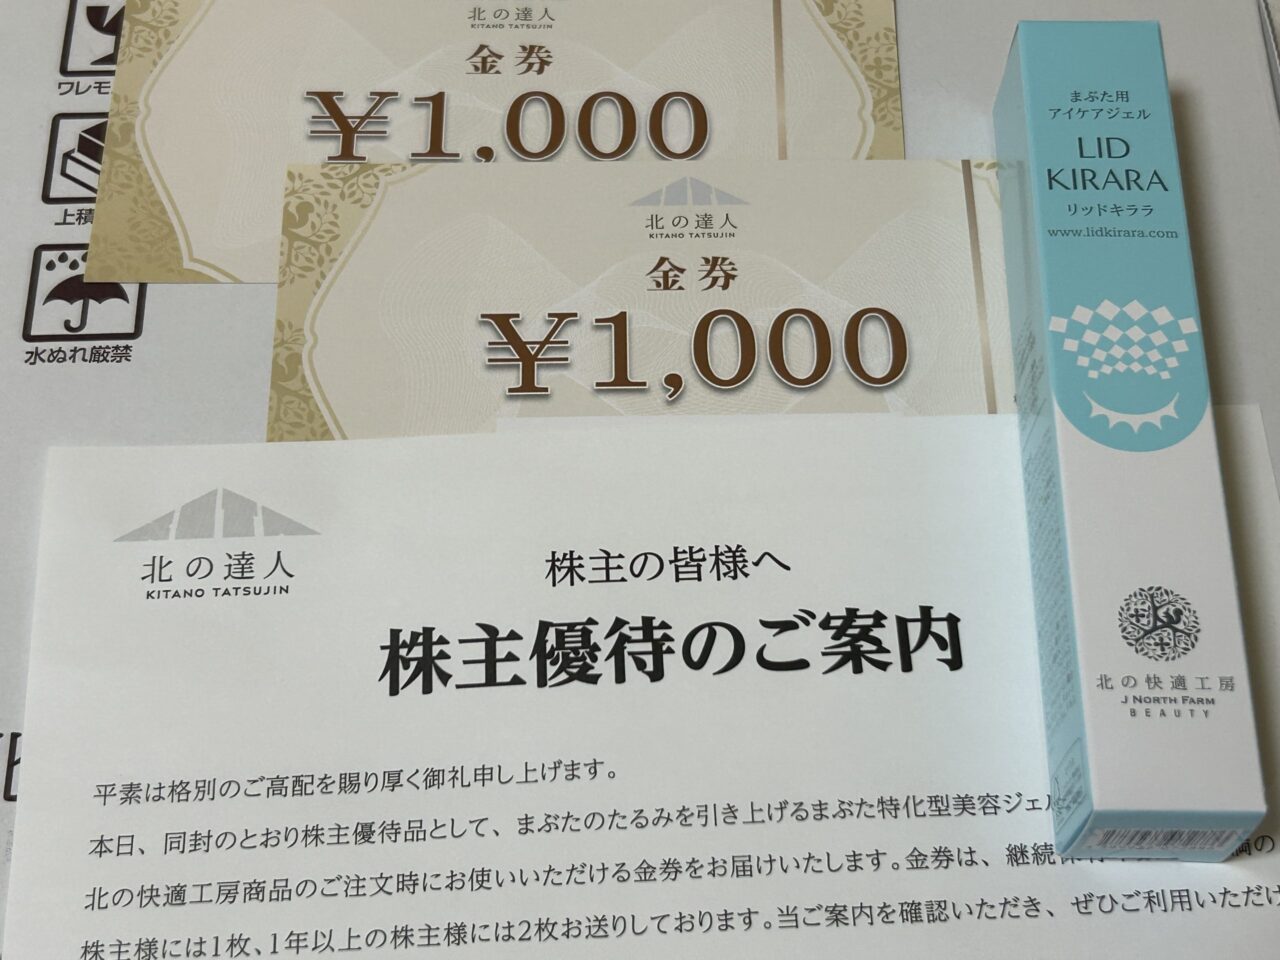 ワレモ
上積
水ぬれ厳禁
北の達人
KITANO TATSUJIN
金券
¥1,000
北の達人
KITANO TATSUJIN
金券
¥1,000
まぶた用
アイケアジェル
LID
KIRARA
リッドキララ
www.lidkirara.com
北の快適工房
J NORTH FARM
BEAUTY
北の達人
KITANO TATSUJIN
株主の皆様へ
株主優待のご案内
平素は格別のご高配を賜り厚く御礼申し上げます。
本日、同封のとおり株主優待品として、まぶたのたるみを引き上げるまぶた特化型美容ジェル
北の快適工房商品のご注文時にお使いいただける金券をお届けいたします。金券は、継続保有
株主様には1枚、1年以上の株主様には2枚お送りしております。当ご案内を確認いただき、ぜひご利用いただけ